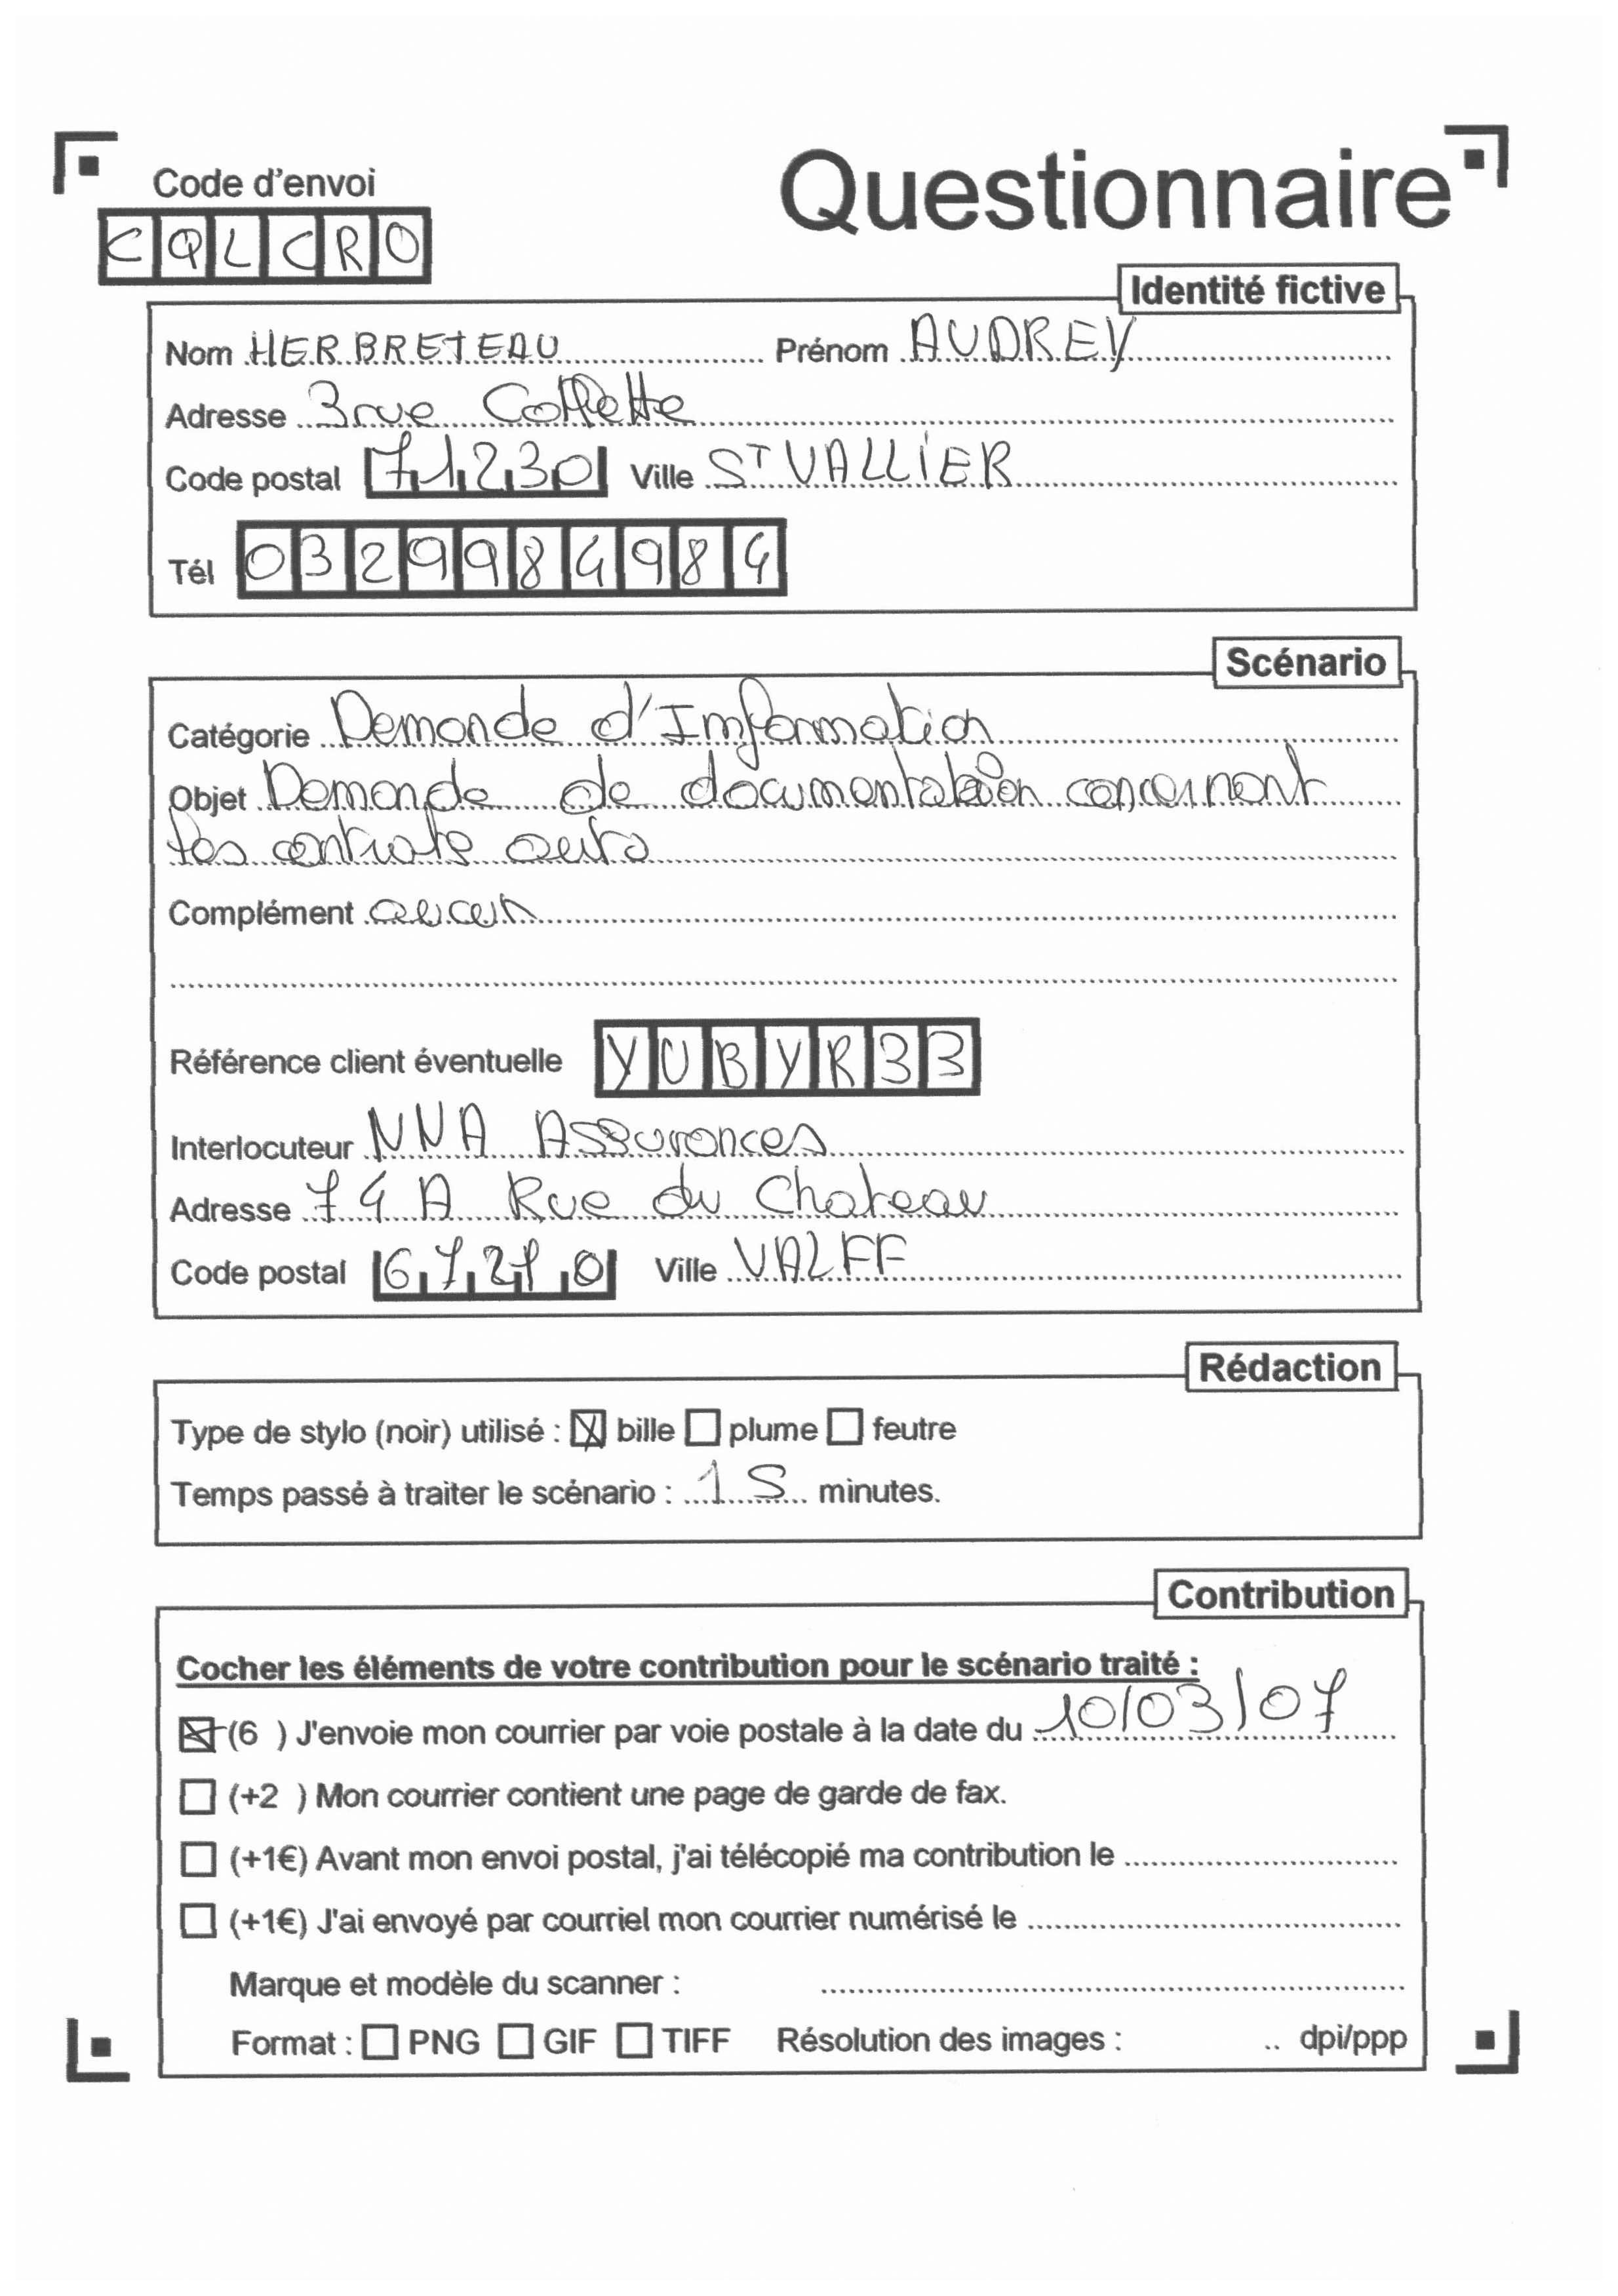 Code d'envoi
Questionnaire
CQLCRO
Identité fictive
Nom HERBRETEAU Prénom AUDREY
Adresse 3 rue Collette
Code postal 71230 Ville ST VALLIER
Tél 0329984984
Scénario
Catégorie Demande d'Information
Objet Demande de documentation concernant
les contrats auto
Complément aucun
Référence client éventuelle YUBYR33
Interlocuteur NNA Assurances
Adresse 74 A Rue du Chateau
Code postal 67210 Ville VALFF
Rédaction
Type de stylo (noir) utilisé : ☒ bille ☐ plume ☐ feutre
Temps passé à traiter le scénario : 15 minutes.
Contribution
Cocher les éléments de votre contribution pour le scénario traité :
☒ (6 ) J'envoie mon courrier par voie postale à la date du 10/03/07
☐ (+2 ) Mon courrier contient une page de garde de fax.
☐ (+1€) Avant mon envoi postal, j'ai télécopié ma contribution le
☐ (+1€) J'ai envoyé par courriel mon courrier numérisé le
Marque et modèle du scanner :
Format : ☐ PNG ☐ GIF ☐ TIFF Résolution des images : .. dpi/ppp